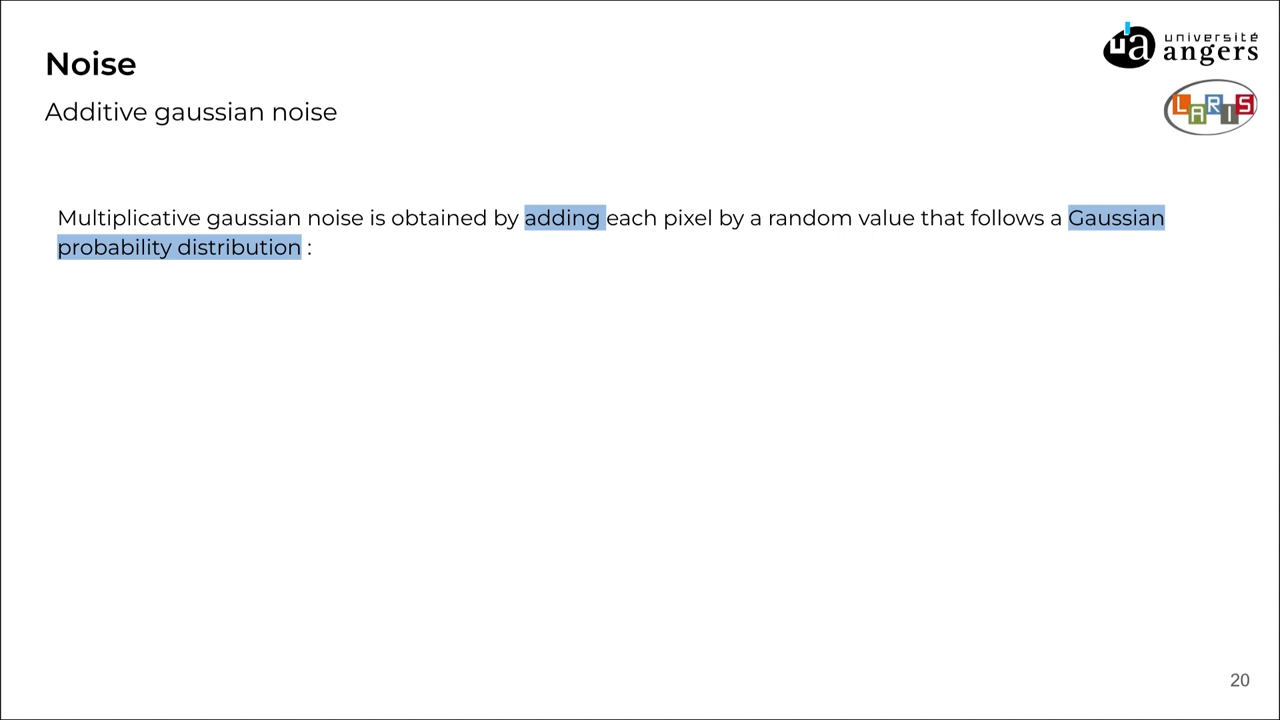 Noise
Additive gaussian noise
ua université
angers
LARIS
Multiplicative gaussian noise is obtained by adding each pixel by a random value that follows a Gaussian
probability distribution :
20